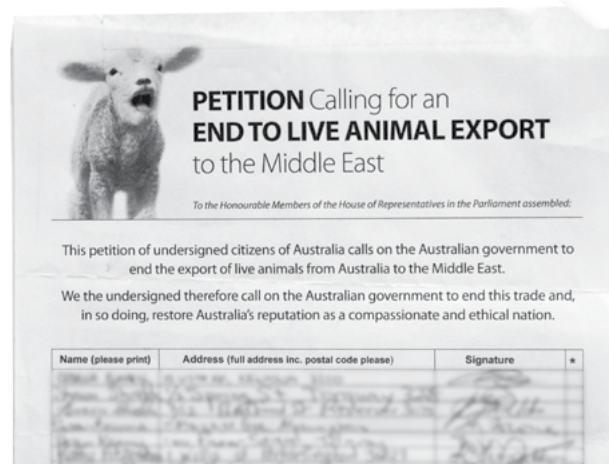 PETITION Calling for an
END TO LIVE ANIMAL EXPORT
to the Middle East
To the Honourable Members of the House of Representatives in the Parliament assembled:
This petition of undersigned citizens of Australia calls on the Australian government to
end the export of live animals from Australia to the Middle East.
We the undersigned therefore call on the Australian government to end this trade and,
in so doing, restore Australia's reputation as a compassionate and ethical nation.
Name (please print) Address (full address inc. postal code please) Signature *